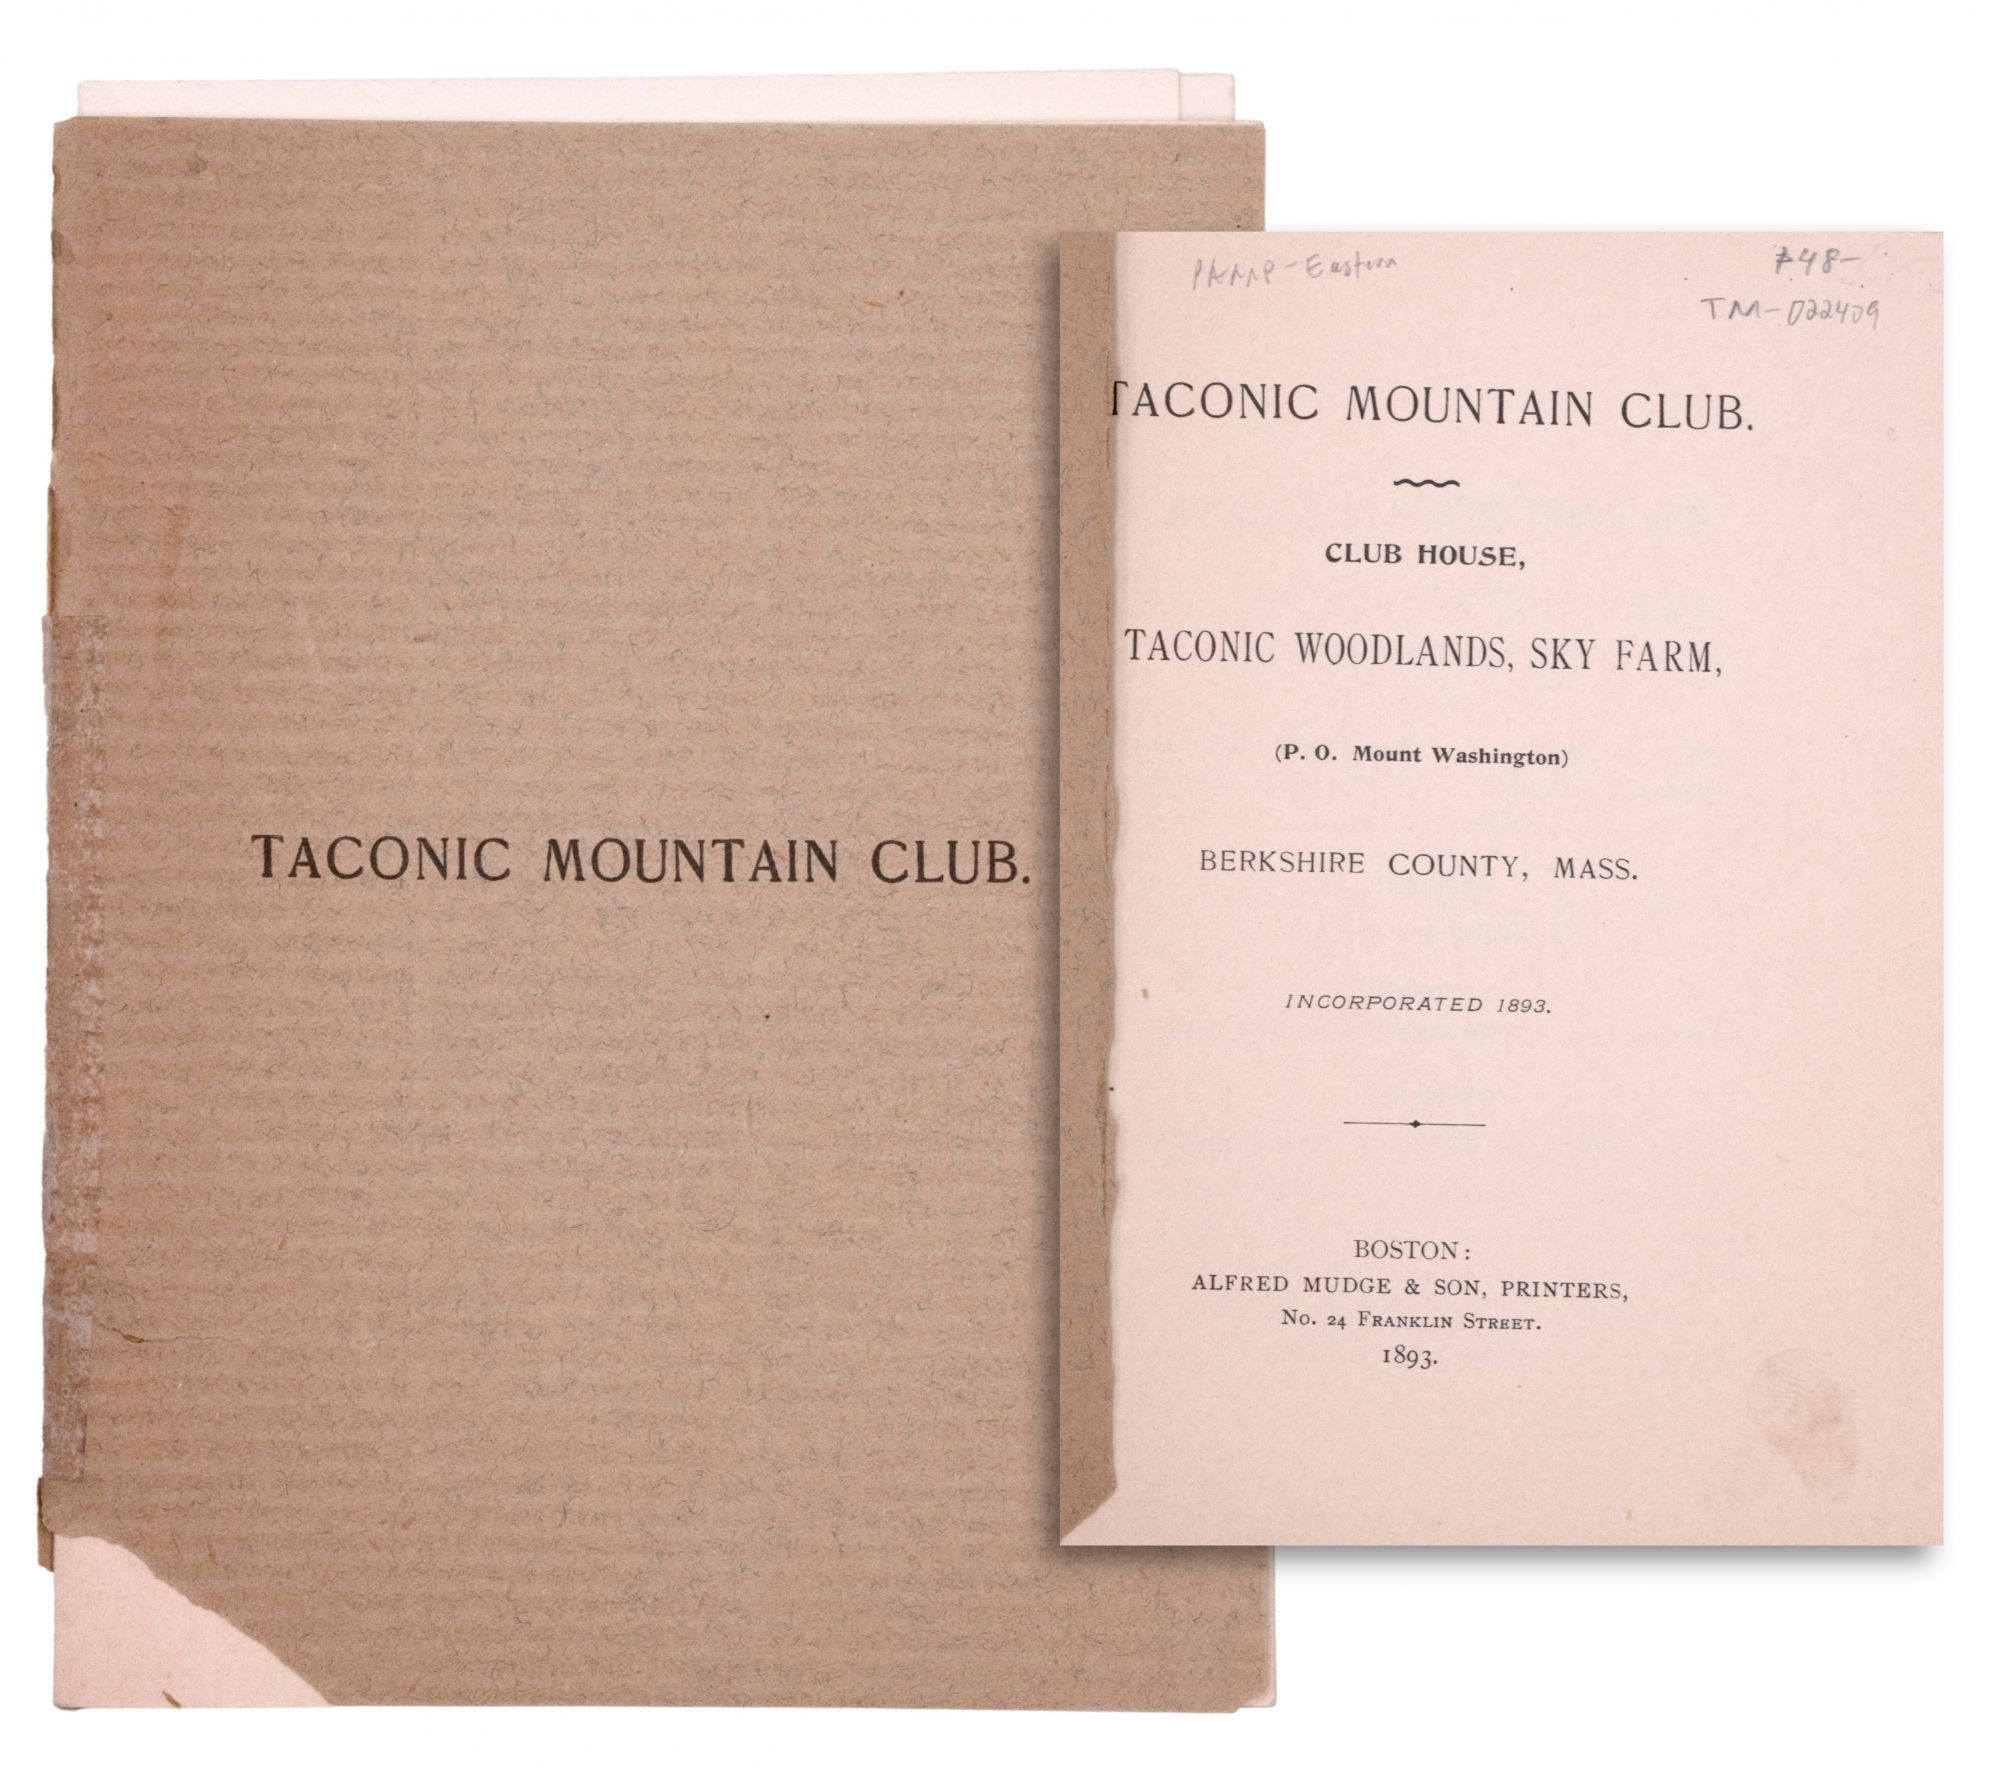 TACONIC MOUNTAIN CLUB.
Eastern
$48-
TM-022409
TACONIC MOUNTAIN CLUB.
CLUB HOUSE,
TACONIC WOODLANDS, SKY FARM,
(P. O. Mount Washington)
BERKSHIRE COUNTY, MASS.
INCORPORATED 1893.
BOSTON:
ALFRED MUDGE & SON, PRINTERS,
No. 24 Franklin Street.
1893.